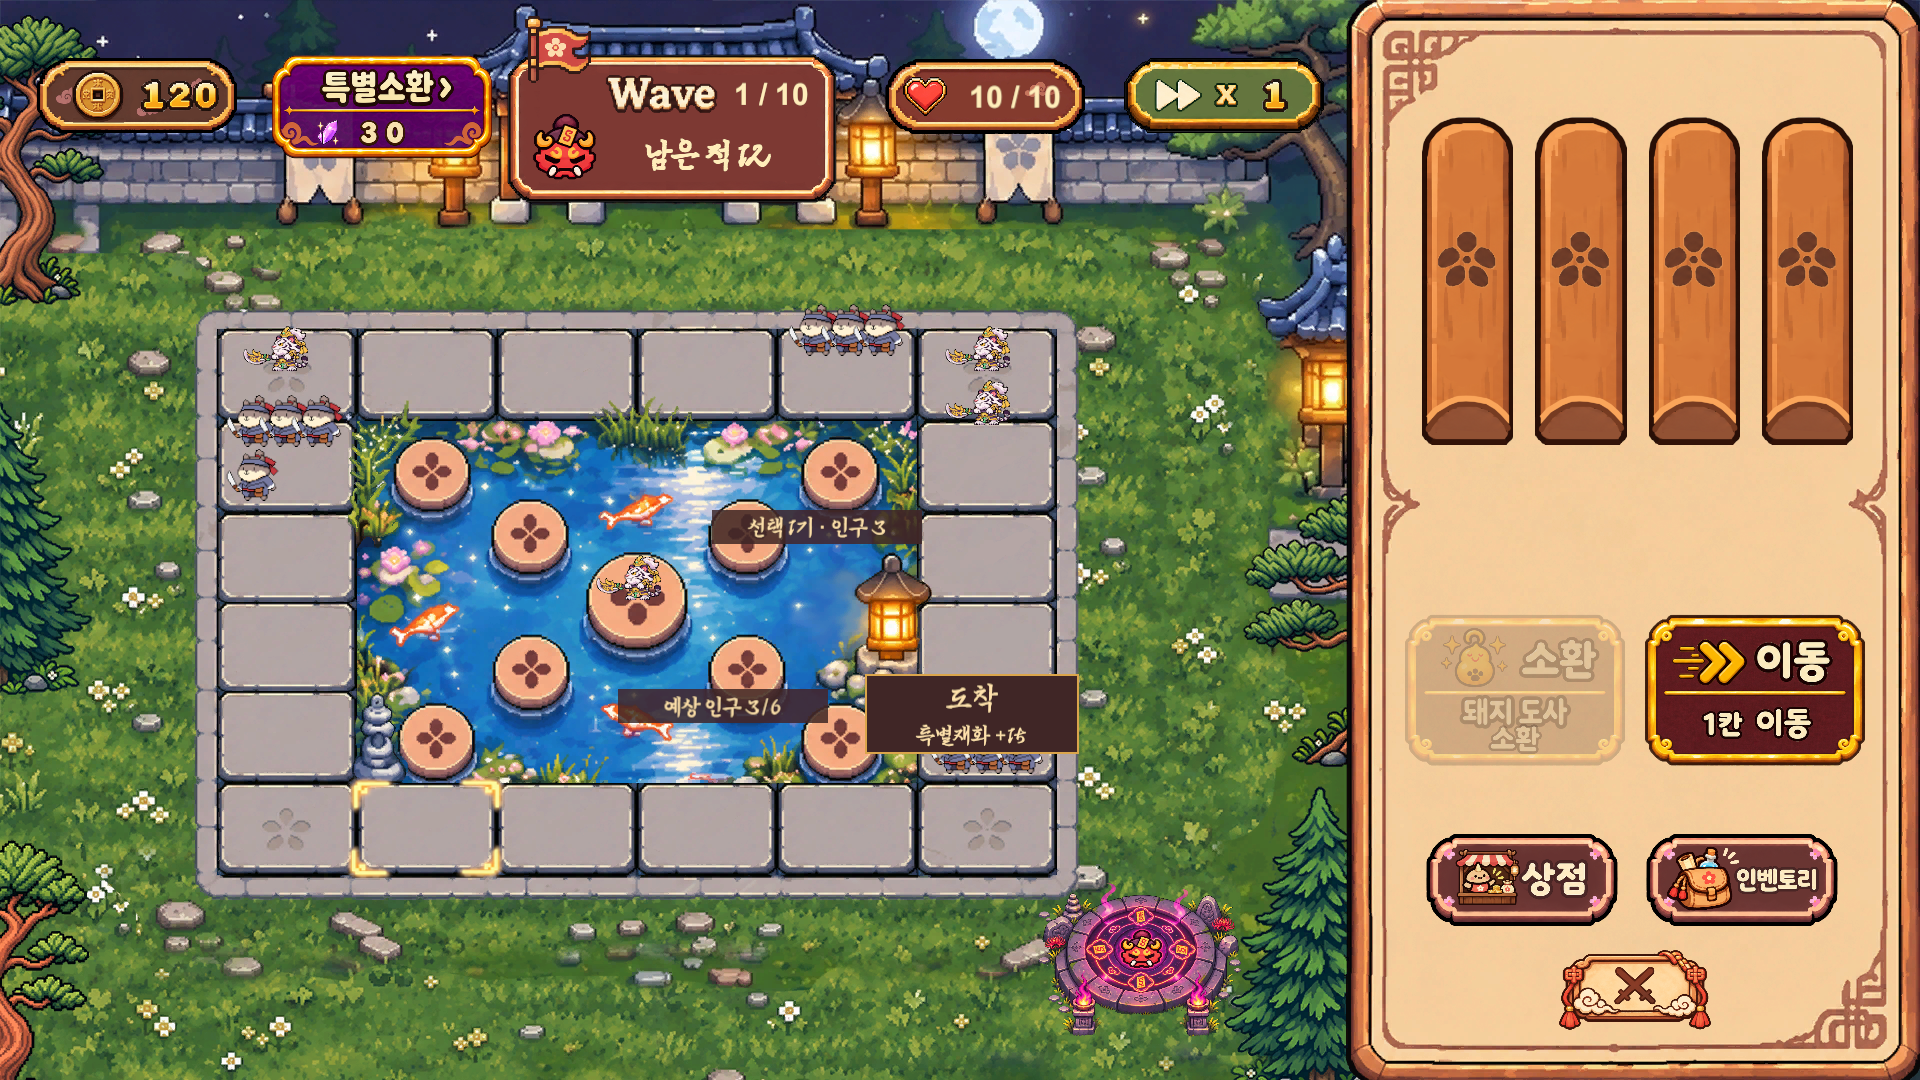 120
특별소환›
30
Wave 1 / 10
남은 적 12
10 / 10
x 1
선택 1기 · 인구 3
예상 인구 3/6
도착
특별재화 +15
소환
돼지 도사
소환
이동
1칸 이동
상점
인벤토리